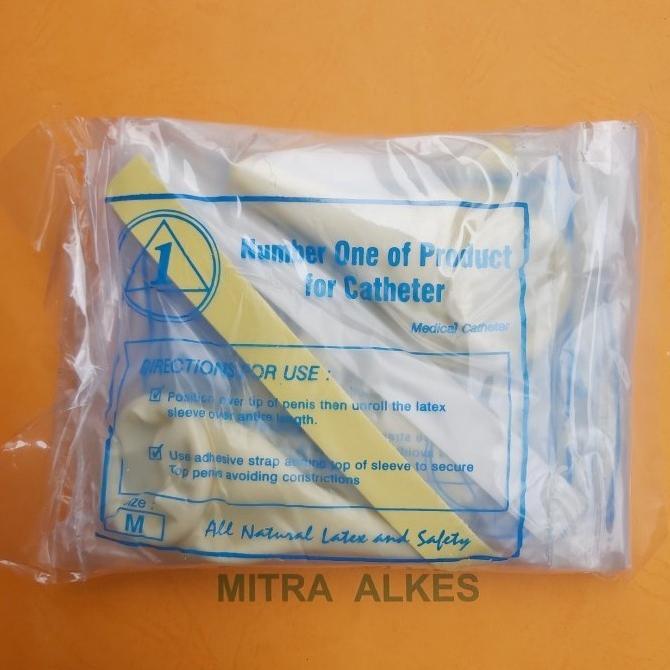 1
Number One of Product
for Catheter
Medical Catheter
DIRECTIONS FOR USE :
Position over tip of penis then unroll the latex
sleeve over entire length.
Use adhesive strap around top of sleeve to secure
Top penis avoiding constrictions
Size :
M
All Natural Latex and Safety
MITRA ALKES